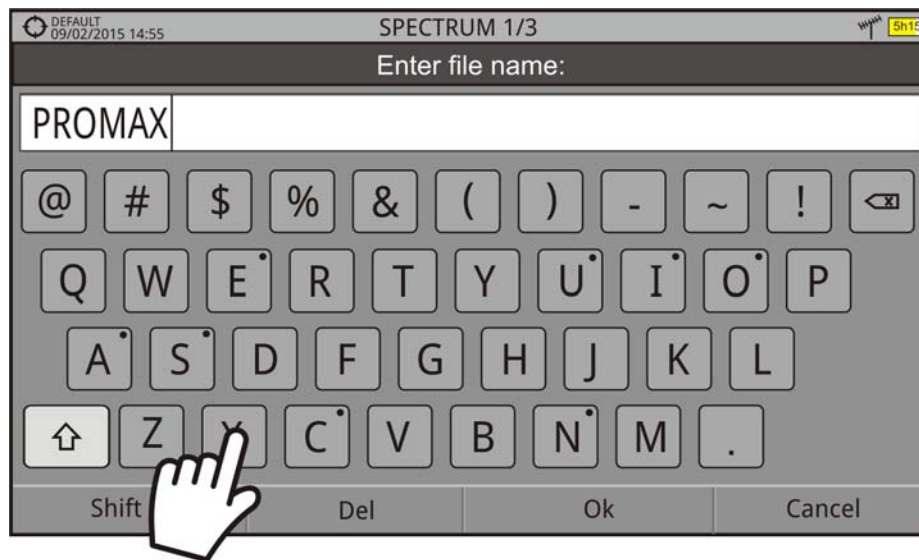 DEFAULT
09/02/2015 14:55
SPECTRUM 1/3
5h15
Enter file name:
PROMAX
@ # $ % & ( ) - ~ !
Q W E R T Y U I O P
A S D F G H J K L
Z X C V B N M .
Shift Del Ok Cancel